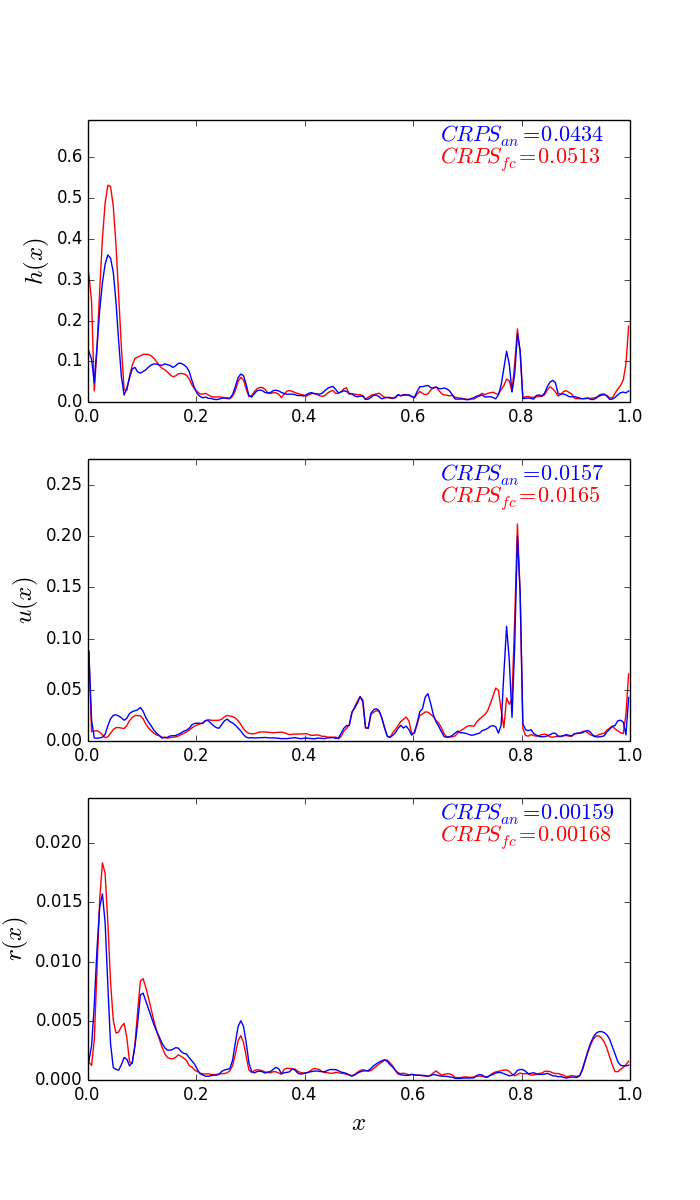 CRPS_an=0.0434
CRPS_fc=0.0513
h(x)
0.6
0.5
0.4
0.3
0.2
0.1
0.0
0.0 0.2 0.4 0.6 0.8 1.0
CRPS_an=0.0157
CRPS_fc=0.0165
u(x)
0.25
0.20
0.15
0.10
0.05
0.00
0.0 0.2 0.4 0.6 0.8 1.0
CRPS_an=0.00159
CRPS_fc=0.00168
r(x)
0.020
0.015
0.010
0.005
0.000
0.0 0.2 0.4 0.6 0.8 1.0
x